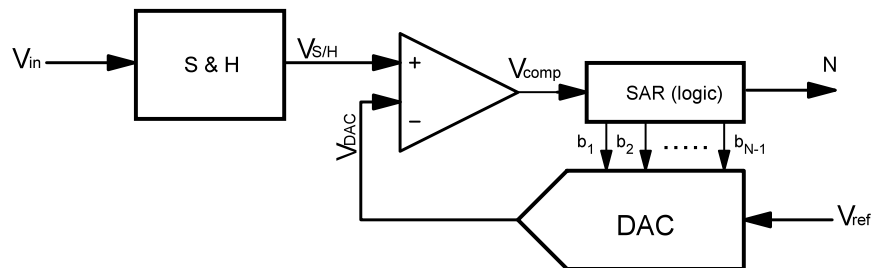 Vin
S & H
VS/H
+
−
Vcomp
SAR (logic)
N
VDAC
b1 b2 ..... bN-1
DAC
Vref